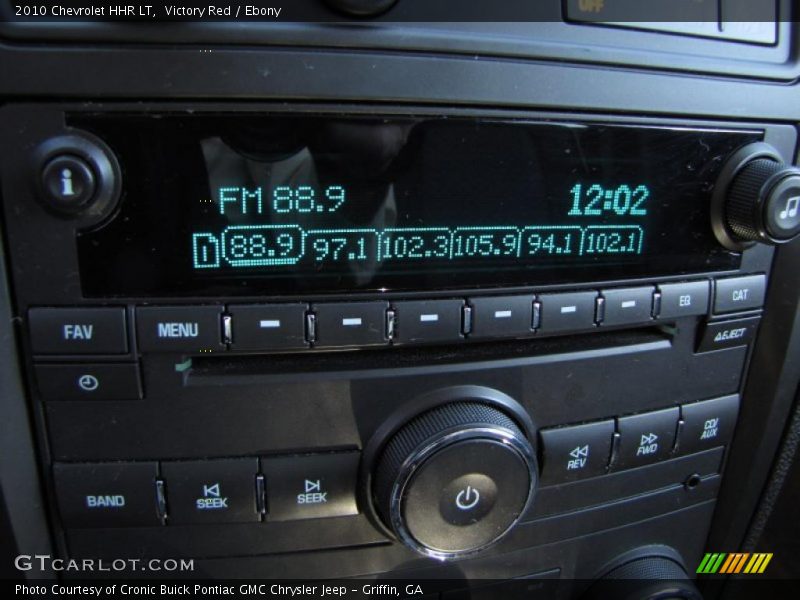 2010 Chevrolet HHR LT, Victory Red / Ebony
OFF
i
FM 88.9 12:02
88.9 97.1 102.3 105.9 94.1 102.1
FAV MENU EQ CAT
EJECT
REV FWD CD/AUX
BAND SEEK SEEK
GTCARLOT.COM
Photo Courtesy of Cronic Buick Pontiac GMC Chrysler Jeep - Griffin, GA